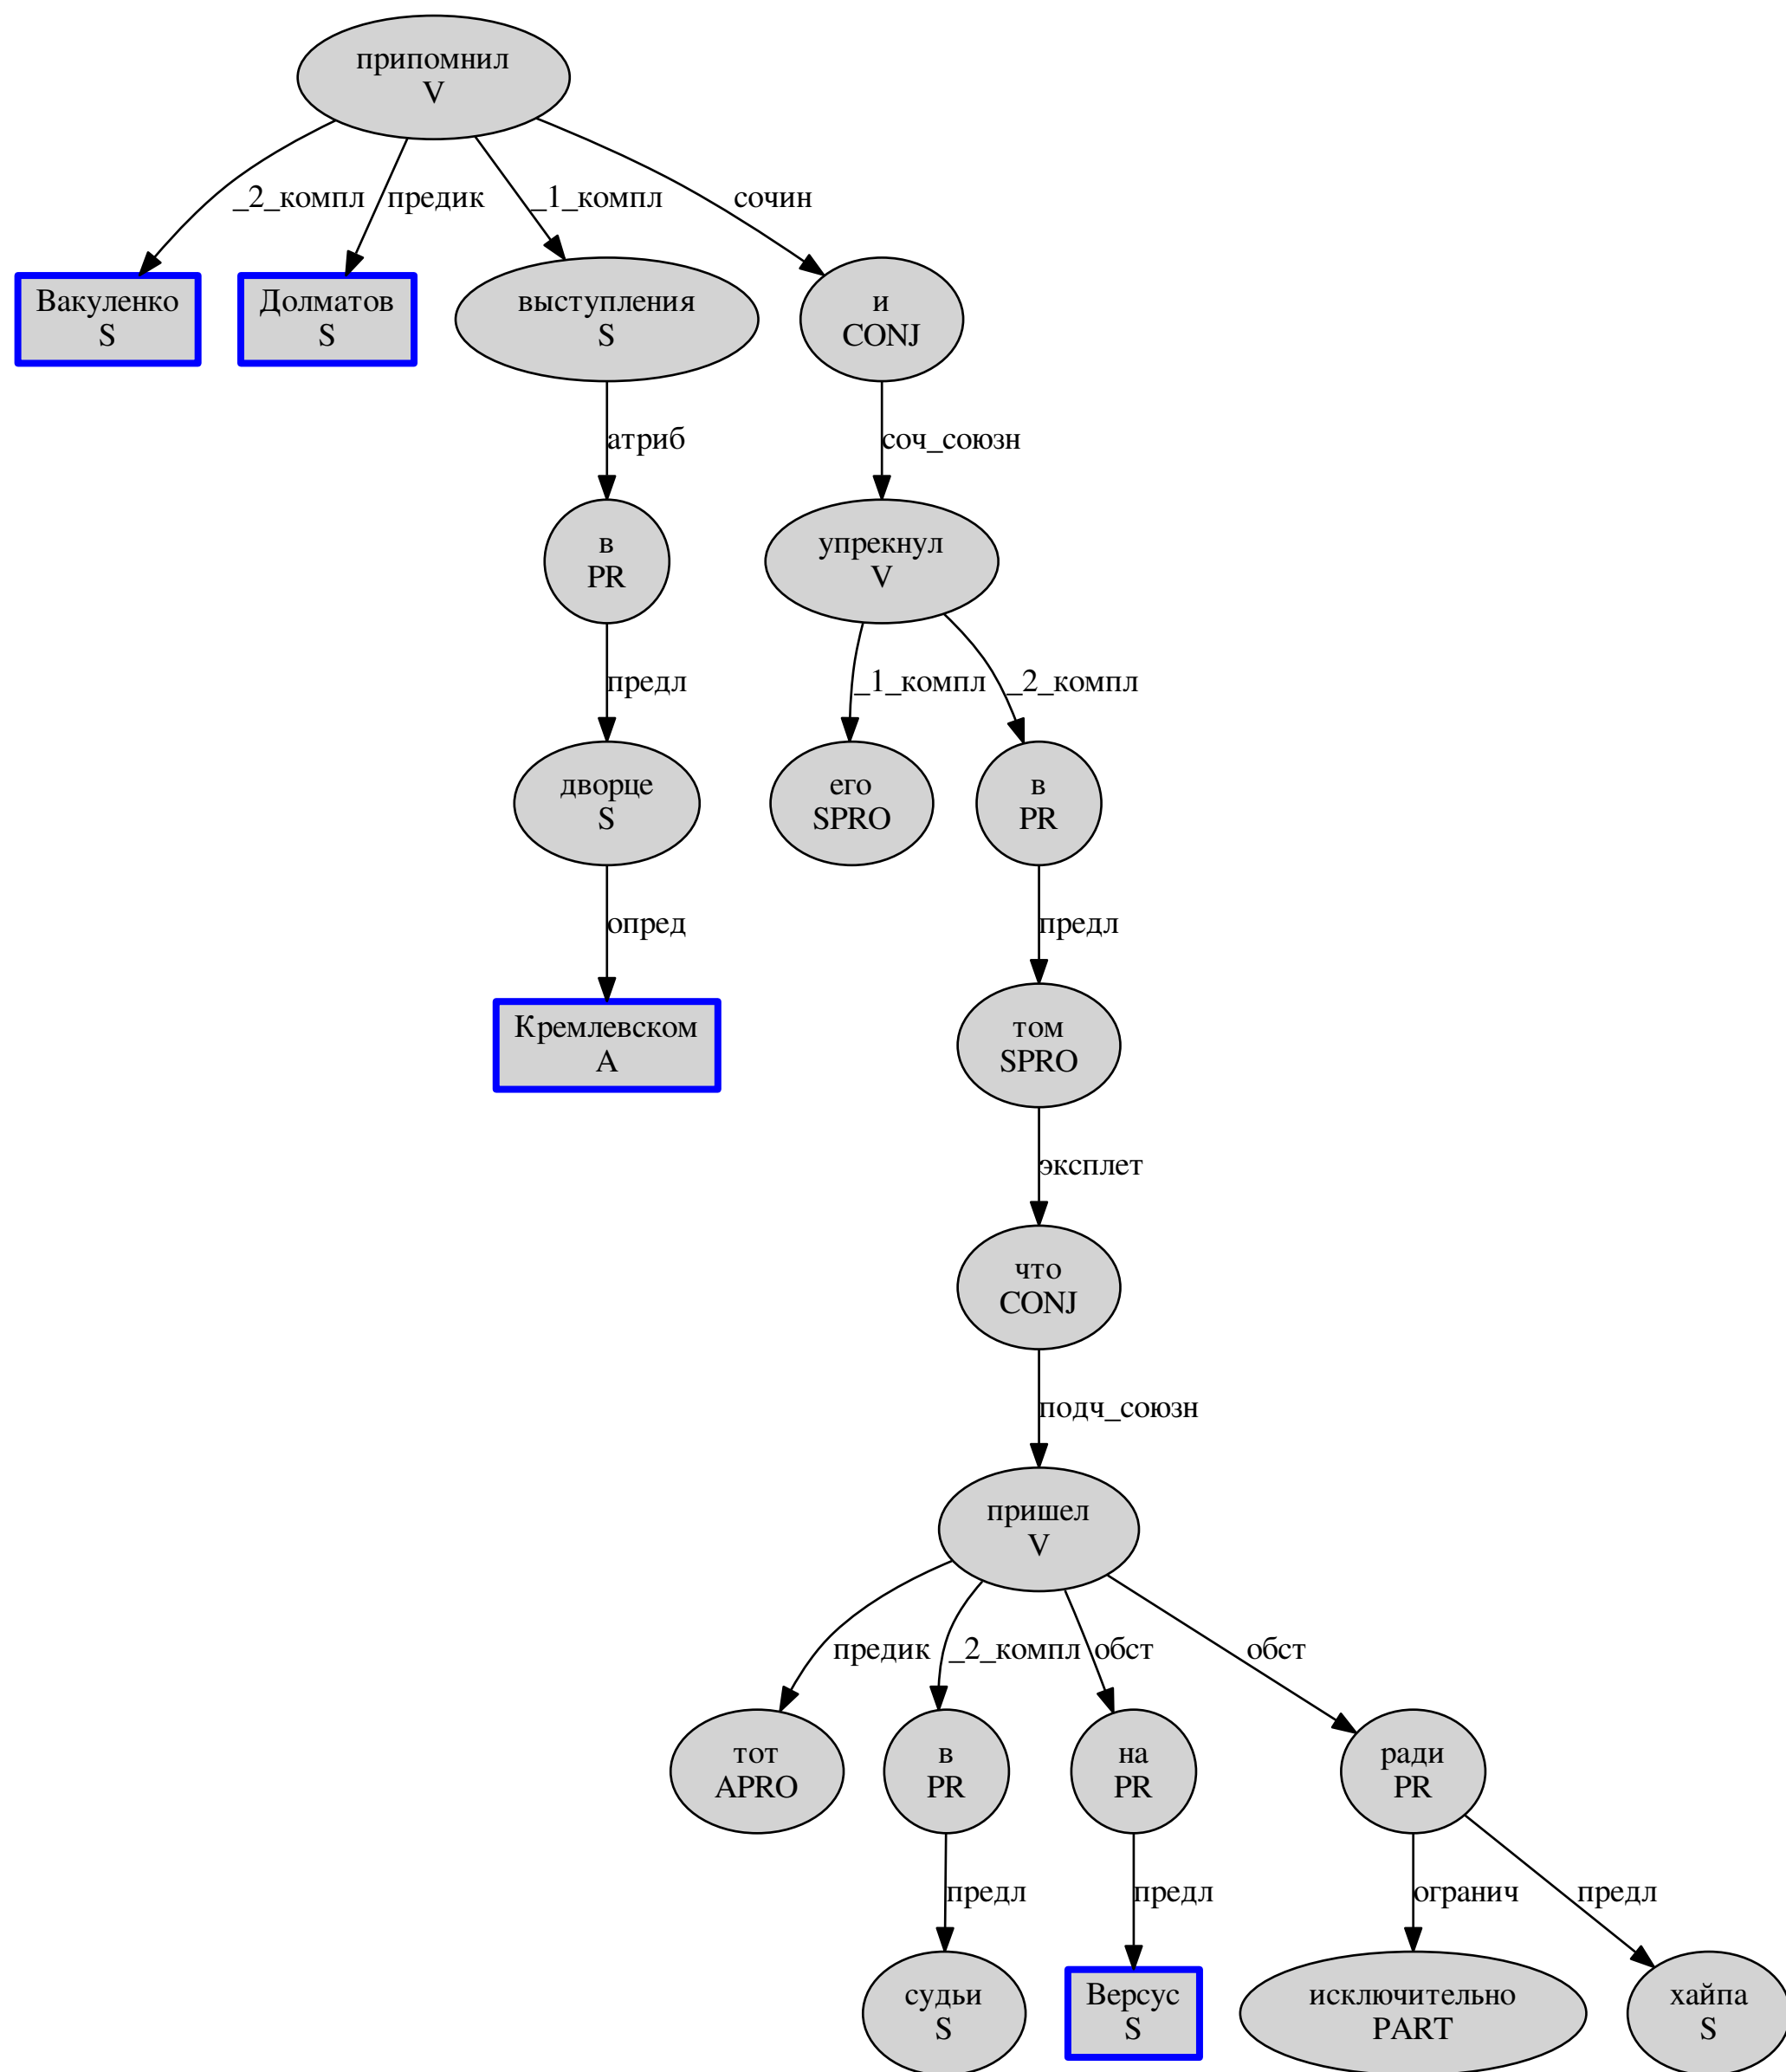 припомнил
V
_2_компл
предик
_1_компл
сочин
Вакуленко
S
Долматов
S
выступления
S
и
CONJ
атриб
соч_союзн
в
PR
упрекнул
V
предл
_1_компл
_2_компл
дворце
S
его
SPRO
в
PR
опред
предл
Кремлевском
A
том
SPRO
эксплет
что
CONJ
подч_союзн
пришел
V
предик
_2_компл
обст
обст
тот
APRO
в
PR
на
PR
ради
PR
предл
предл
огранич
предл
судьи
S
Версус
S
исключительно
PART
хайпа
S